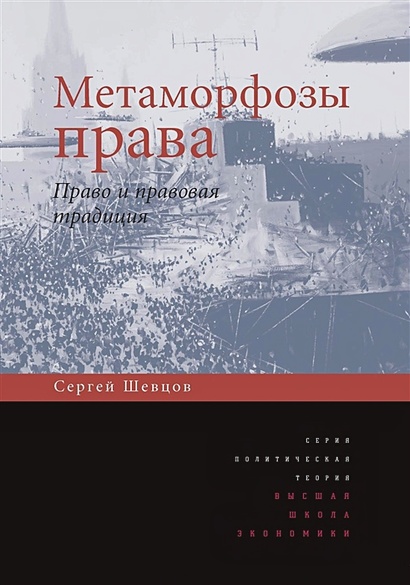 Метаморфозы
права
Право и правовая
традиция
Сергей Шевцов
СЕРИЯ
ПОЛИТИЧЕСКАЯ
ТЕОРИЯ
ВЫСШАЯ
ШКОЛА
ЭКОНОМИКИ